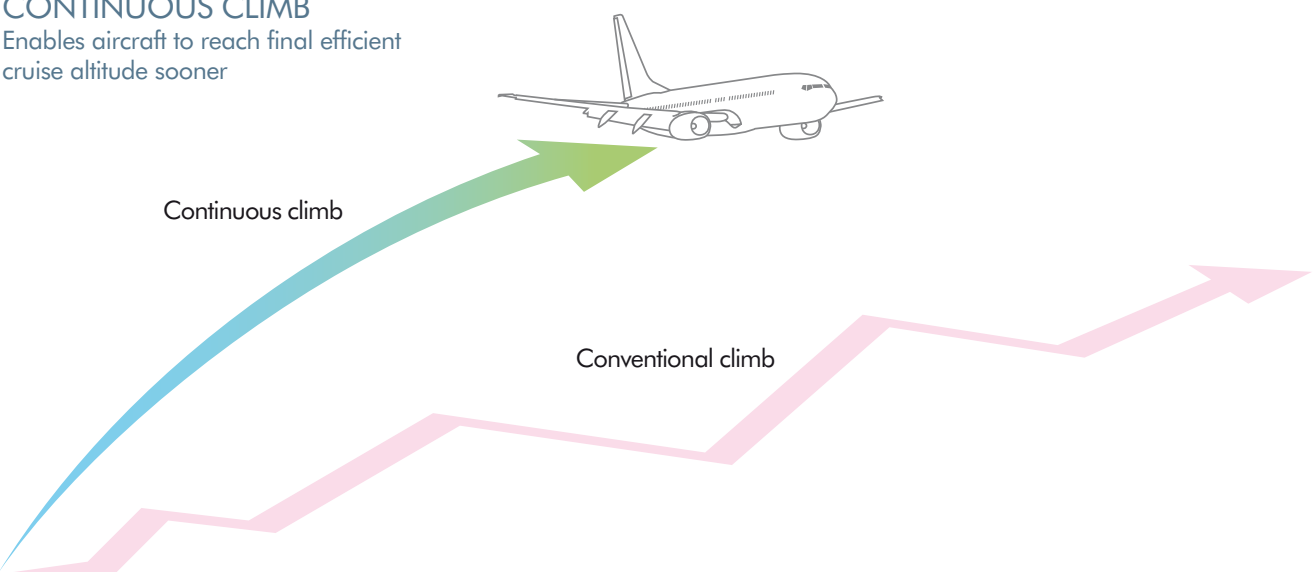 CONTINUOUS CLIMB
Enables aircraft to reach final efficient
cruise altitude sooner
Continuous climb
Conventional climb